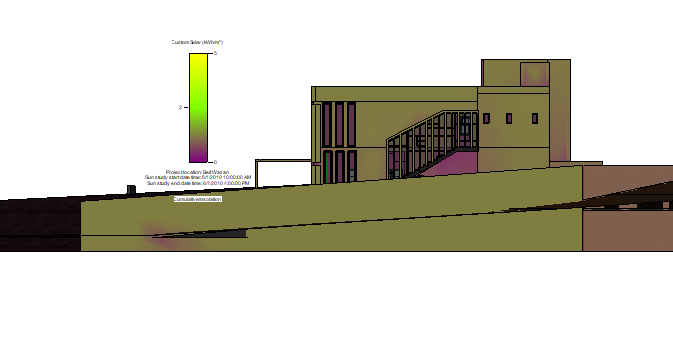 Custom Solar (kWh/m²)
5
2
0
Project location: Beit Wazan
Sun study start date time: 6/1/2010 10:00:00 AM
Sun study end date time: 6/1/2010 4:00:00 PM
Cumulative Insolation